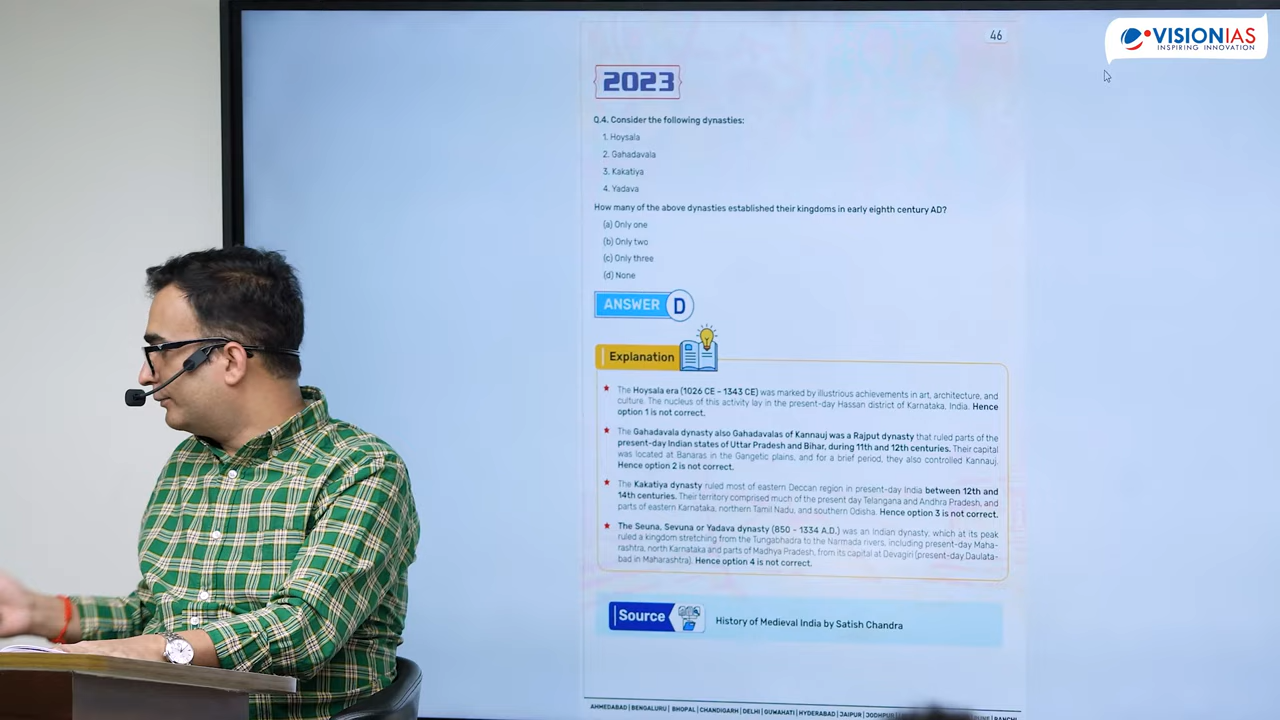 VISIONIAS
INSPIRING INNOVATION
46
2023
Q.4. Consider the following dynasties:
1. Hoysala
2. Gahadavala
3. Kakatiya
4. Yadava
How many of the above dynasties established their kingdoms in early eighth century AD?
(a) Only one
(b) Only two
(c) Only three
(d) None
ANSWER D
Explanation
★ The Hoysala era (1026 CE – 1343 CE) was marked by illustrious achievements in art, architecture, and
culture. The nucleus of this activity lay in the present-day Hassan district of Karnataka, India. Hence
option 1 is not correct.
★ The Gahadavala dynasty also Gahadavalas of Kannauj was a Rajput dynasty that ruled parts of the
present-day Indian states of Uttar Pradesh and Bihar, during 11th and 12th centuries. Their capital
was located at Banaras in the Gangetic plains, and for a brief period, they also controlled Kannauj.
Hence option 2 is not correct.
★ The Kakatiya dynasty ruled most of eastern Deccan region in present-day India between 12th and
14th centuries. Their territory comprised much of the present day Telangana and Andhra Pradesh, and
parts of eastern Karnataka, northern Tamil Nadu, and southern Odisha. Hence option 3 is not correct.
★ The Seuna, Sevuna or Yadava dynasty (850 - 1334 A.D.) was an Indian dynasty, which at its peak
ruled a kingdom stretching from the Tungabhadra to the Narmada rivers, including present-day Maha-
rashtra, north Karnataka and parts of Madhya Pradesh, from its capital at Devagiri (present-day Daulata-
bad in Maharashtra). Hence option 4 is not correct.
Source
History of Medieval India by Satish Chandra
AHMEDABAD | BENGALURU | BHOPAL | CHANDIGARH | DELHI | GUWAHATI | HYDERABAD | JAIPUR | JODHPUR